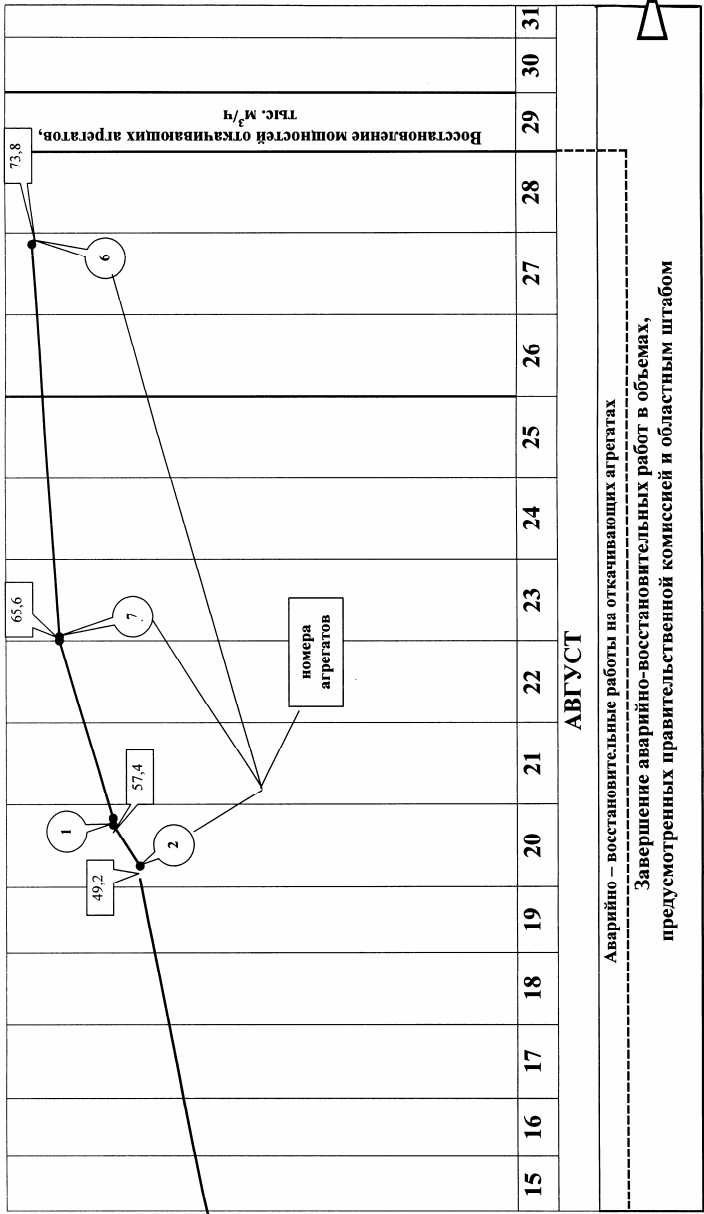 Восстановление мощностей откачивающих агрегатов,
тыс. м³/ч
49,2
57,4
65,6
73,8
1
2
7
6
номера
агрегатов
15 16 17 18 19 20 21 22 23 24 25 26 27 28 29 30 31
АВГУСТ
Аварийно – восстановительные работы на откачивающих агрегатах
Завершение аварийно-восстановительных работ в объемах,
предусмотренных правительственной комиссией и областным штабом